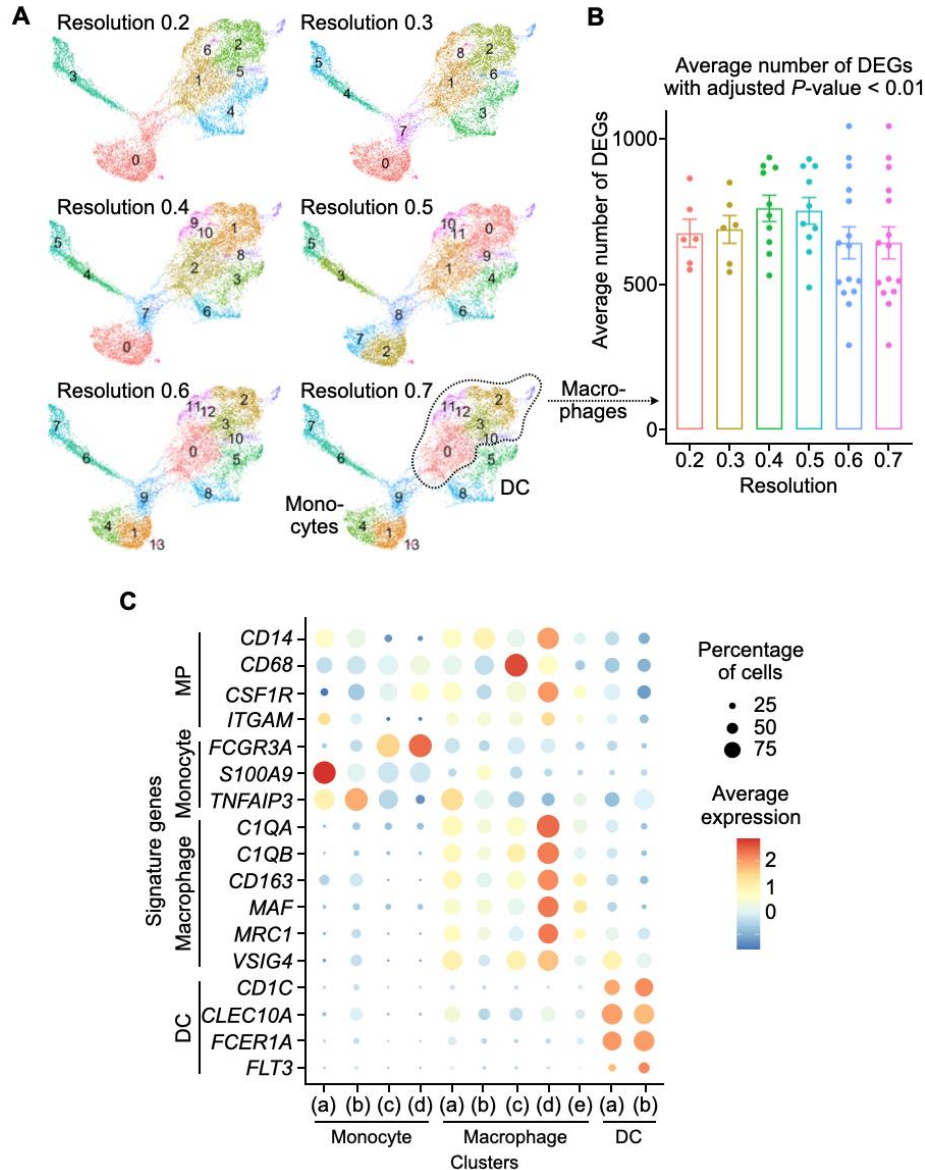 A
Resolution 0.2
6
2
3
1
5
4
0
Resolution 0.3
8
2
5
1
6
4
3
7
0
Resolution 0.4
9
10
1
5
2
8
4
3
7
6
0
Resolution 0.5
10
11
0
5
1
9
3
4
8
6
7
2
Resolution 0.6
11
12
2
7
3
10
0
5
6
9
8
4
1
13
Resolution 0.7
11
12
2
7
3
10
0
5
6
9
8
DC
Mono-
cytes
4
1
13
Macro-
phages
B
Average number of DEGs
with adjusted P-value < 0.01
Average number of DEGs
1000
500
0
0.2 0.3 0.4 0.5 0.6 0.7
Resolution
C
Signature genes
MP
CD14
CD68
CSF1R
ITGAM
Monocyte
FCGR3A
S100A9
TNFAIP3
Macrophage
C1QA
C1QB
CD163
MAF
MRC1
VSIG4
DC
CD1C
CLEC10A
FCER1A
FLT3
(a) (b) (c) (d) (a) (b) (c) (d) (e) (a) (b)
Monocyte Macrophage DC
Clusters
Percentage
of cells
25
50
75
Average
expression
2
1
0